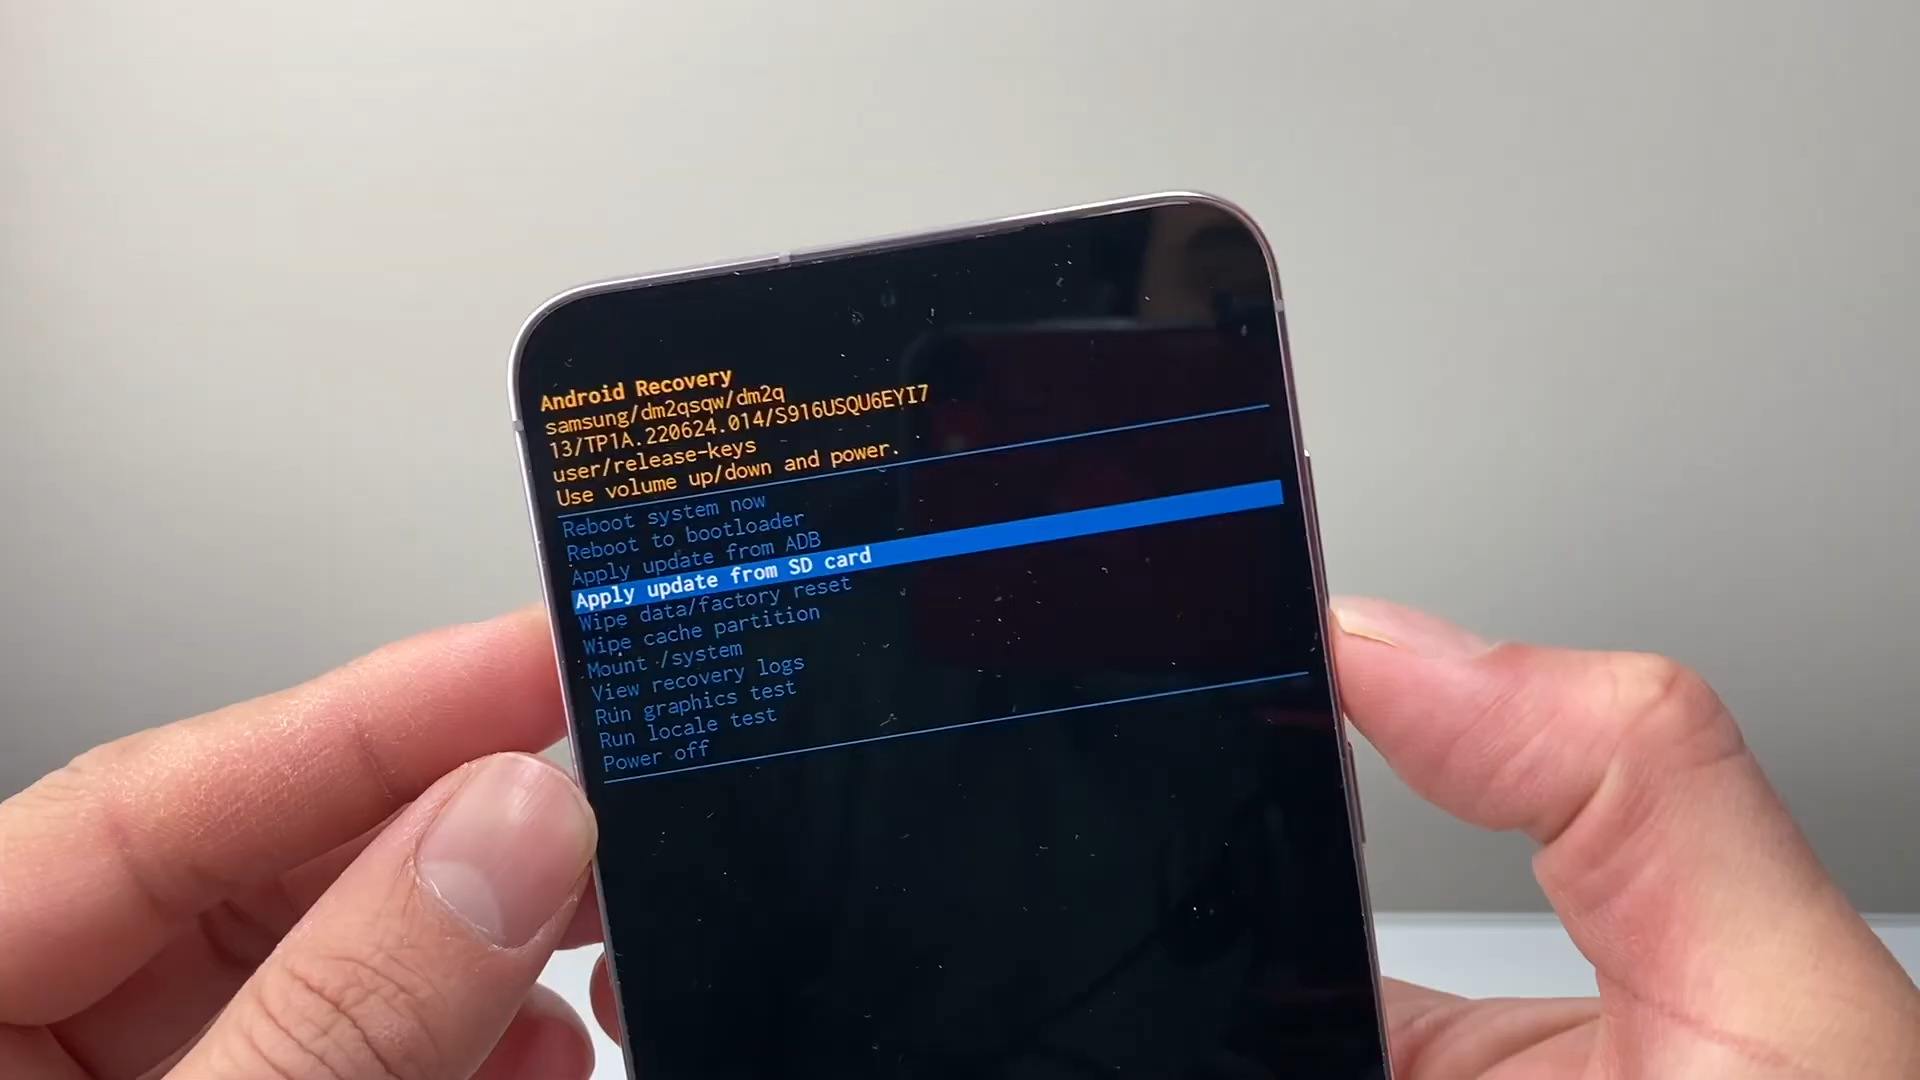 Android Recovery
samsung/dm2qsqw/dm2q
13/TP1A.220624.014/S916USQU6EYI7
user/release-keys
Use volume up/down and power.
Reboot system now
Reboot to bootloader
Apply update from ADB
Apply update from SD card
Wipe data/factory reset
Wipe cache partition
Mount /system
View recovery logs
Run graphics test
Run locale test
Power off